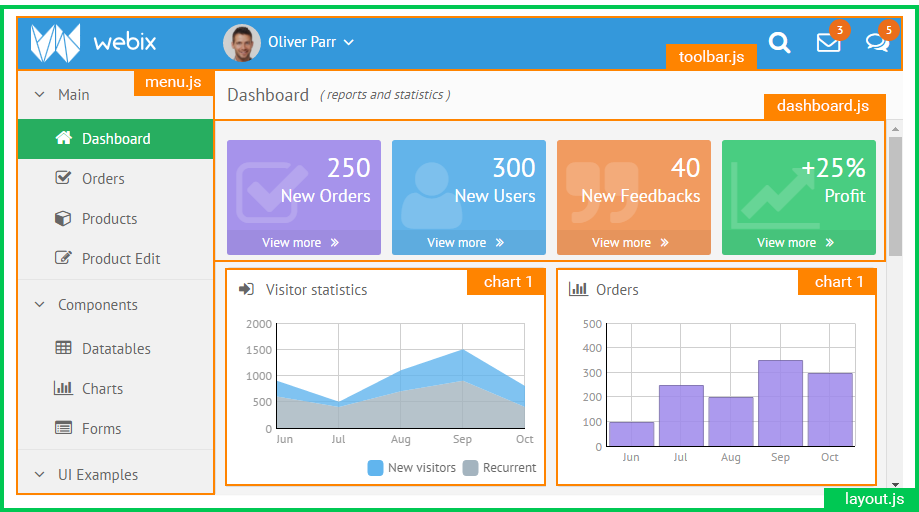 webix
Oliver Parr
3
5
toolbar.js
menu.js
Main
Dashboard
Orders
Products
Product Edit
Components
Datatables
Charts
Forms
UI Examples
Dashboard ( reports and statistics )
dashboard.js
250
New Orders
View more »
300
New Users
View more »
40
New Feedbacks
View more »
+25%
Profit
View more »
chart 1
Visitor statistics
2000
1500
1000
500
0
Jun Jul Aug Sep Oct
New visitors Recurrent
chart 1
Orders
500
400
300
200
100
0
Jun Jul Aug Sep Oct
layout.js